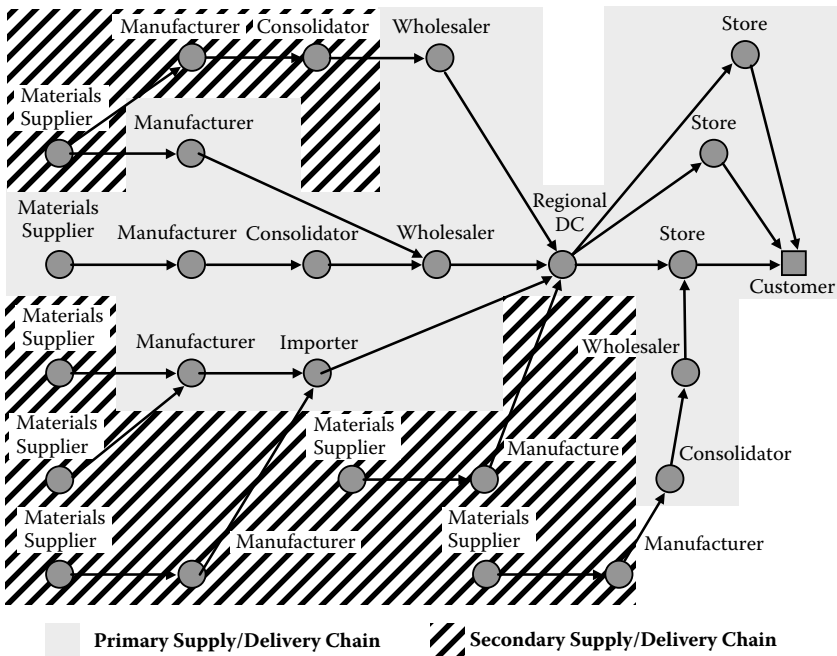 Manufacturer
Consolidator
Wholesaler
Store
Materials
Supplier
Manufacturer
Store
Regional
DC
Materials
Supplier
Manufacturer
Consolidator
Wholesaler
Store
Customer
Materials
Supplier
Manufacturer
Importer
Wholesaler
Materials
Supplier
Materials
Supplier
Manufacture
Consolidator
Materials
Supplier
Manufacturer
Materials
Supplier
Manufacturer
Primary Supply/Delivery Chain
Secondary Supply/Delivery Chain